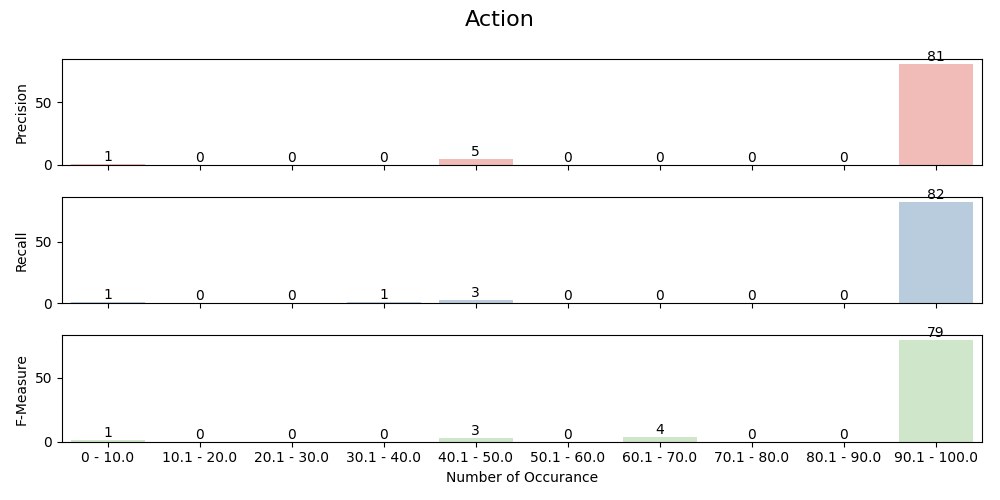 Action
Precision
50
0
1 0 0 0 5 0 0 0 0 81
Recall
50
0
1 0 0 1 3 0 0 0 0 82
F-Measure
50
0
1 0 0 0 3 0 4 0 0 79
0 - 10.0 10.1 - 20.0 20.1 - 30.0 30.1 - 40.0 40.1 - 50.0 50.1 - 60.0 60.1 - 70.0 70.1 - 80.0 80.1 - 90.0 90.1 - 100.0
Number of Occurance